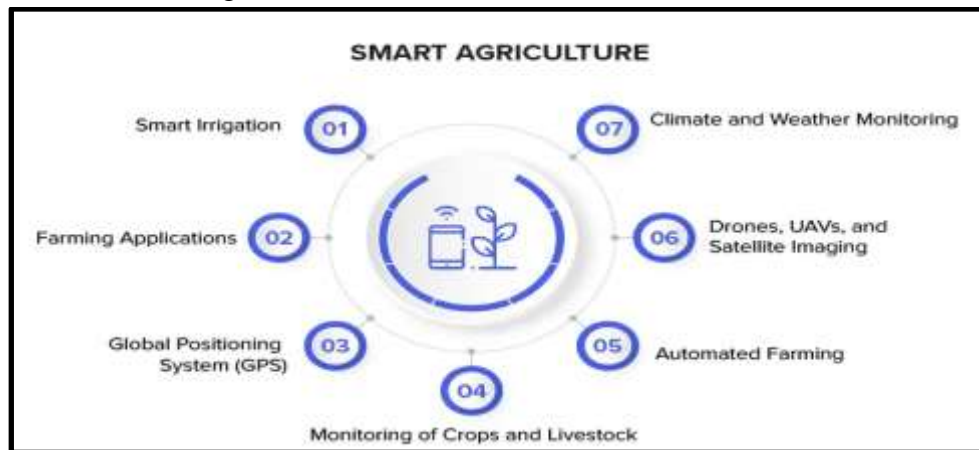 SMART AGRICULTURE
01
Smart Irrigation
02
Farming Applications
03
Global Positioning
System (GPS)
04
Monitoring of Crops and Livestock
05
Automated Farming
06
Drones, UAVs, and
Satellite Imaging
07
Climate and Weather Monitoring